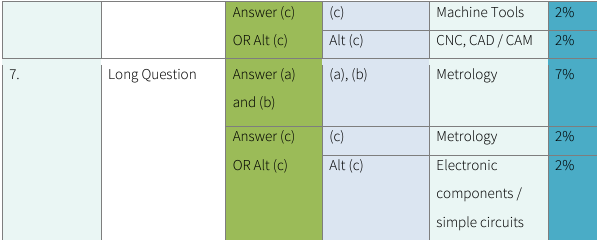 Answer (c) (c) Machine Tools 2%
OR Alt (c) Alt (c) CNC, CAD / CAM 2%
7. Long Question Answer (a) (a), (b) Metrology 7%
and (b)
Answer (c) (c) Metrology 2%
OR Alt (c) Alt (c) Electronic 2%
components /
simple circuits